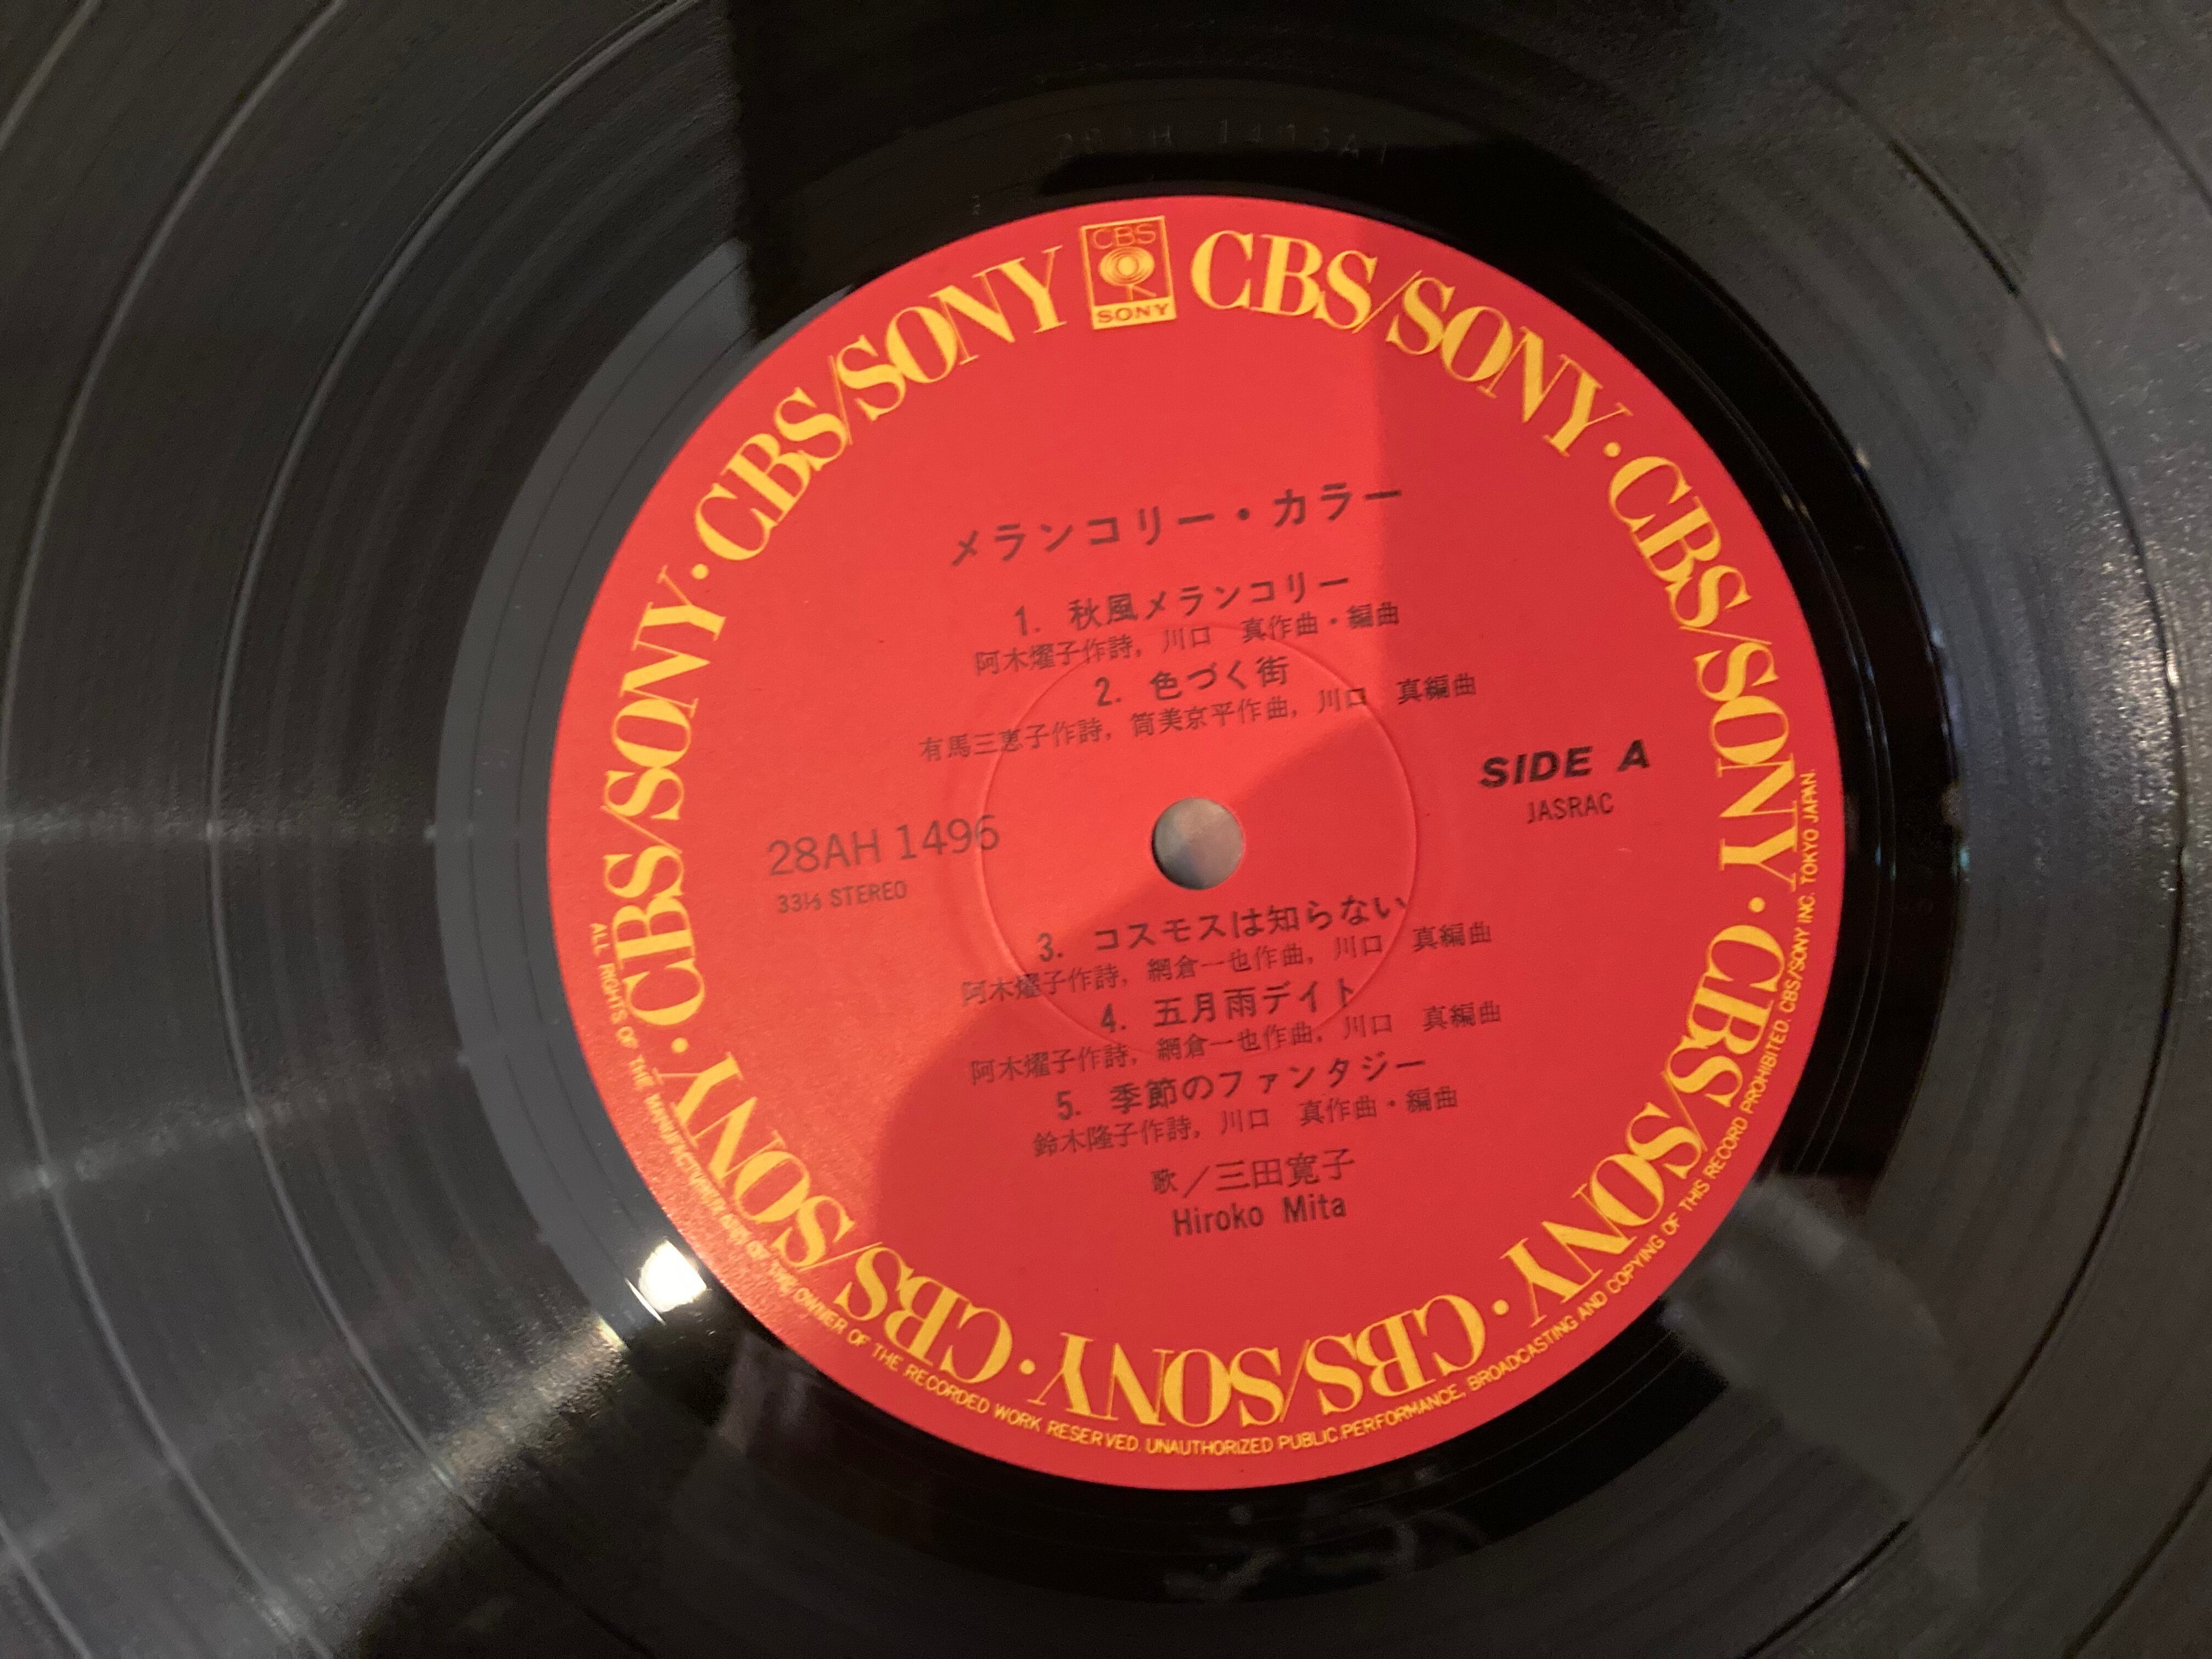 CBS
SONY
CBS/SONY · CBS/SONY · CBS/SONY · CBS/SONY · CBS/SONY · CBS/SONY · CBS/SONY · CBS/SONY
メランコリー・カラー
1. 秋風メランコリー
阿木燿子作詩，川口　真作曲・編曲
2. 色づく街
有馬三恵子作詩，筒美京平作曲，川口　真編曲
SIDE A
JASRAC
28AH 1496
33⅓ STEREO
3. コスモスは知らない
阿木燿子作詩，網倉一也作曲，川口　真編曲
4. 五月雨デイト
阿木燿子作詩，網倉一也作曲，川口　真編曲
5. 季節のファンタジー
鈴木隆子作詩，川口　真作曲・編曲
歌／三田寛子
Hiroko Mita
ALL RIGHTS OF THE MANUFACTURER AND OF THE OWNER OF THE RECORDED WORK RESERVED. UNAUTHORIZED PUBLIC PERFORMANCE, BROADCASTING AND COPYING OF THIS RECORD PROHIBITED. CBS/SONY INC. TOKYO JAPAN.